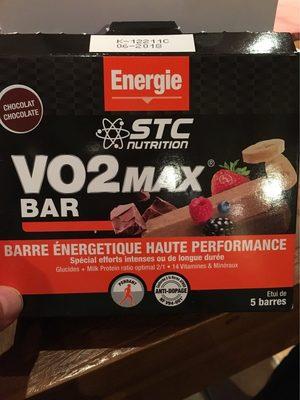 K-12211C
06-2018
Energie
CHOCOLAT
CHOCOLATE
STC
NUTRITION
VO2MAX®
BAR
BARRE ÉNERGETIQUE HAUTE PERFORMANCE
Spécial efforts intenses ou de longue durée
Glucides + Milk Protein ratio optimal 2/1 • 14 Vitamines & Minéraux
PENDANT
ANTI-DOPAGE
Etui de
5 barres